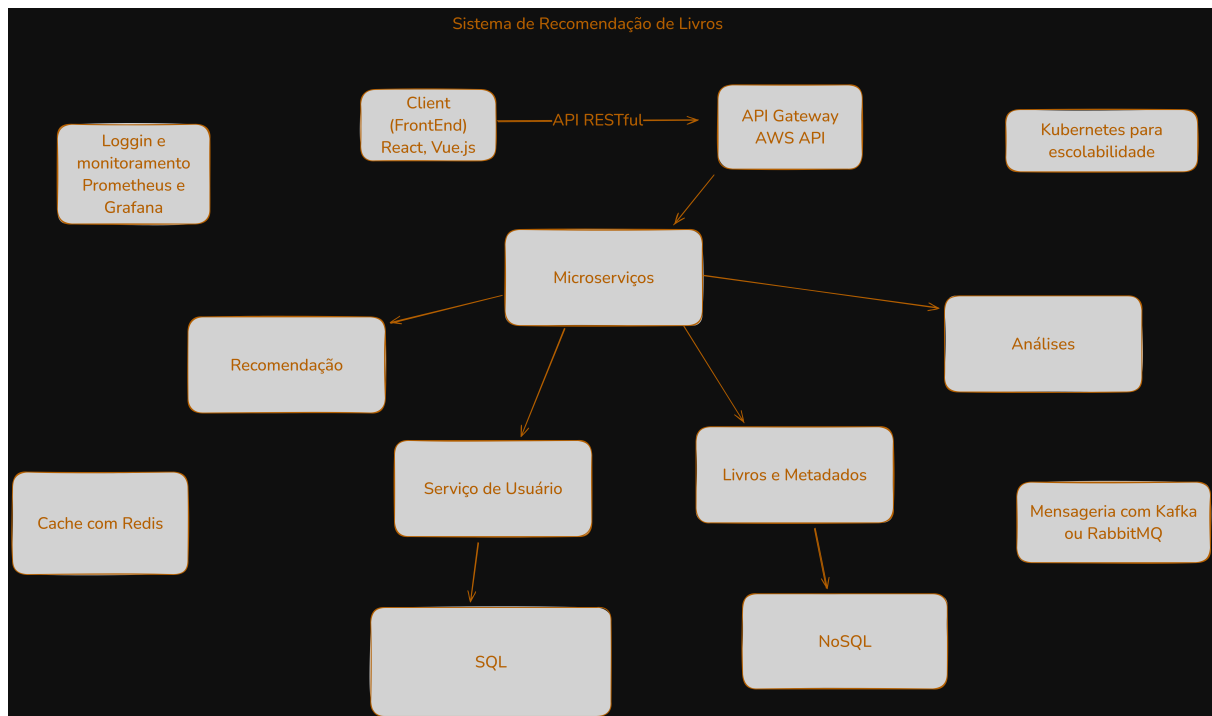 Sistema de Recomendação de Livros
Client
(FrontEnd)
React, Vue.js
API RESTful
API Gateway
AWS API
Kubernetes para
escolabilidade
Loggin e
monitoramento
Prometheus e
Grafana
Microserviços
Recomendação
Análises
Serviço de Usuário
Livros e Metadados
Cache com Redis
Mensageria com Kafka
ou RabbitMQ
SQL
NoSQL